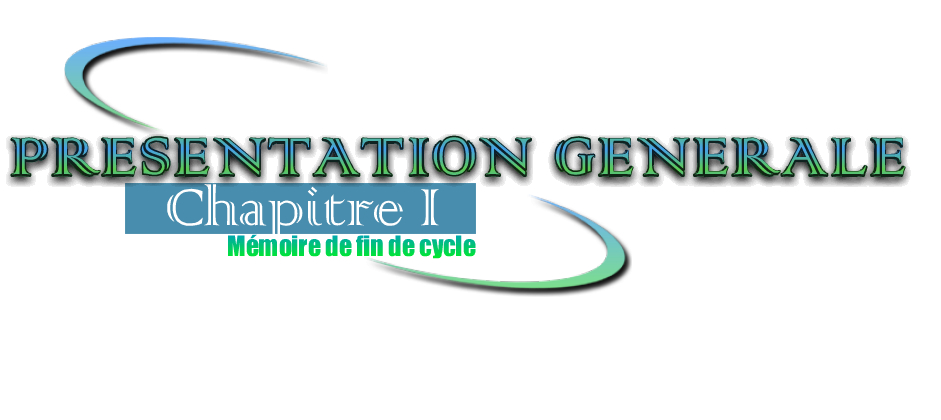 PRESENTATION GENERALE
Chapitre I
Mémoire de fin de cycle